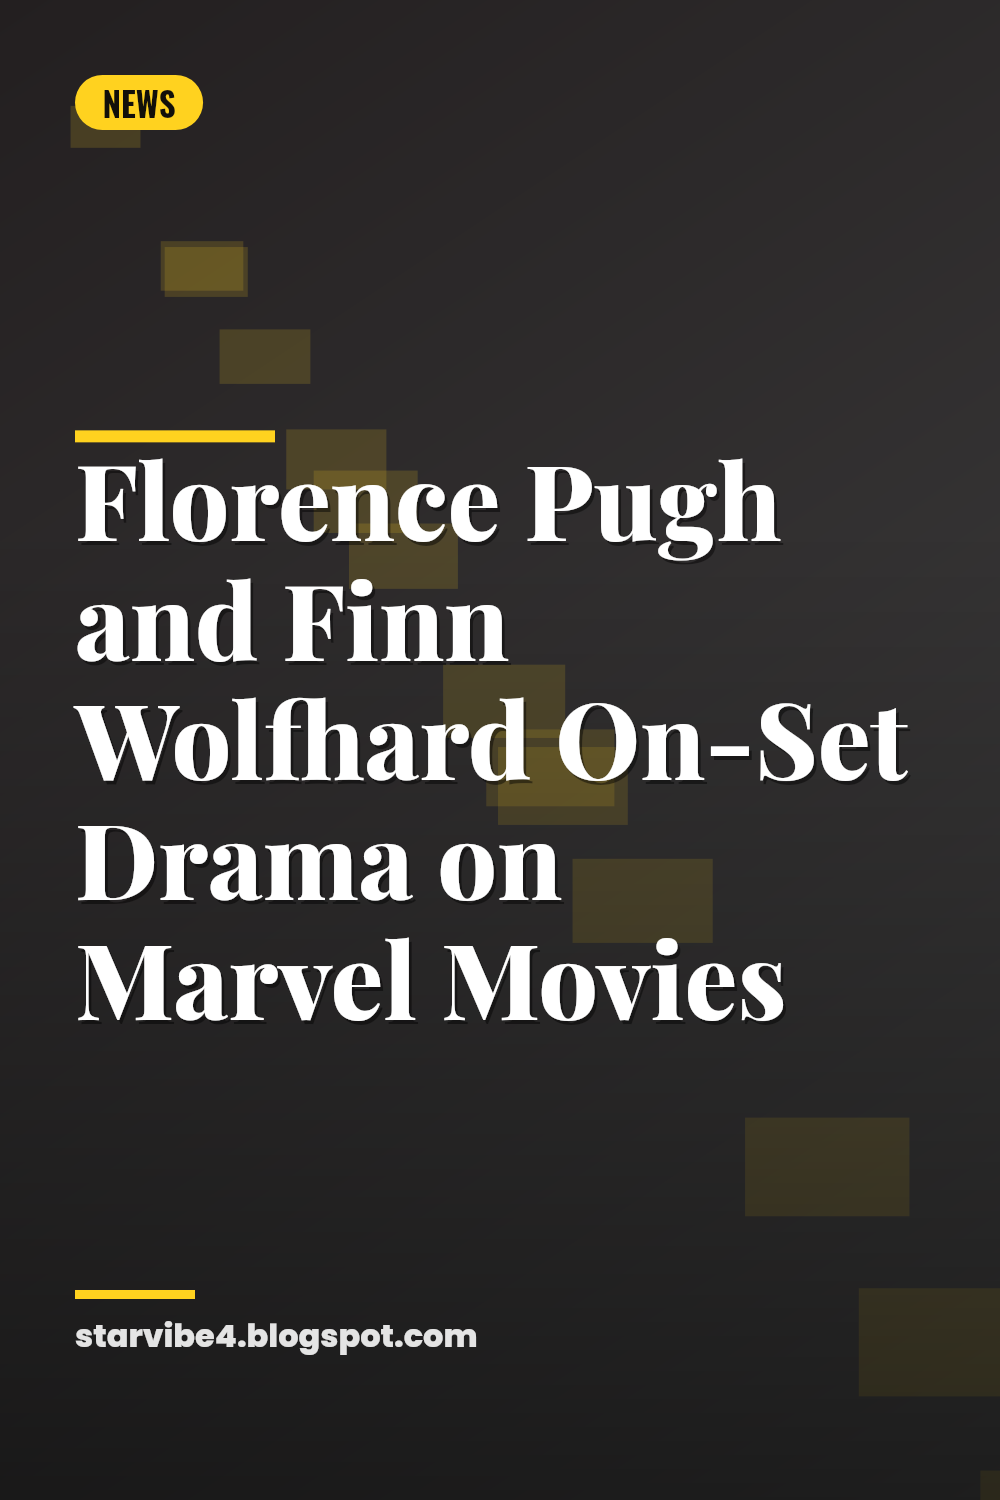 NEWS
Florence Pugh
and Finn
Wolfhard On-Set
Drama on
Marvel Movies
starvibe4.blogspot.com